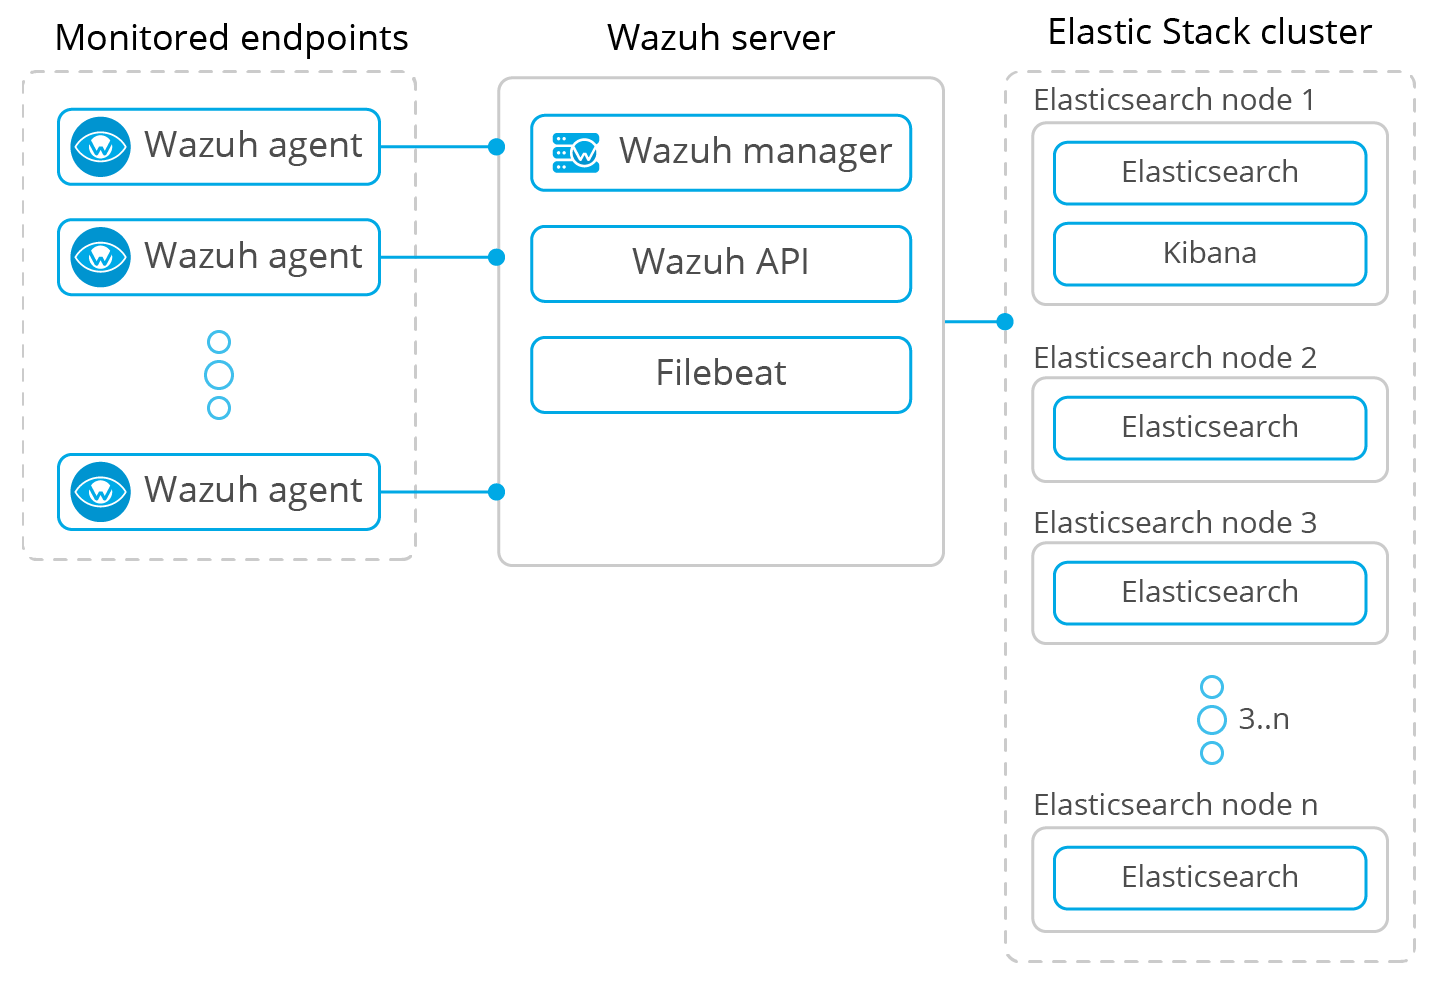 Monitored endpoints
Wazuh agent
Wazuh agent
Wazuh agent
Wazuh server
Wazuh manager
Wazuh API
Filebeat
Elastic Stack cluster
Elasticsearch node 1
Elasticsearch
Kibana
Elasticsearch node 2
Elasticsearch
Elasticsearch node 3
Elasticsearch
3..n
Elasticsearch node n
Elasticsearch